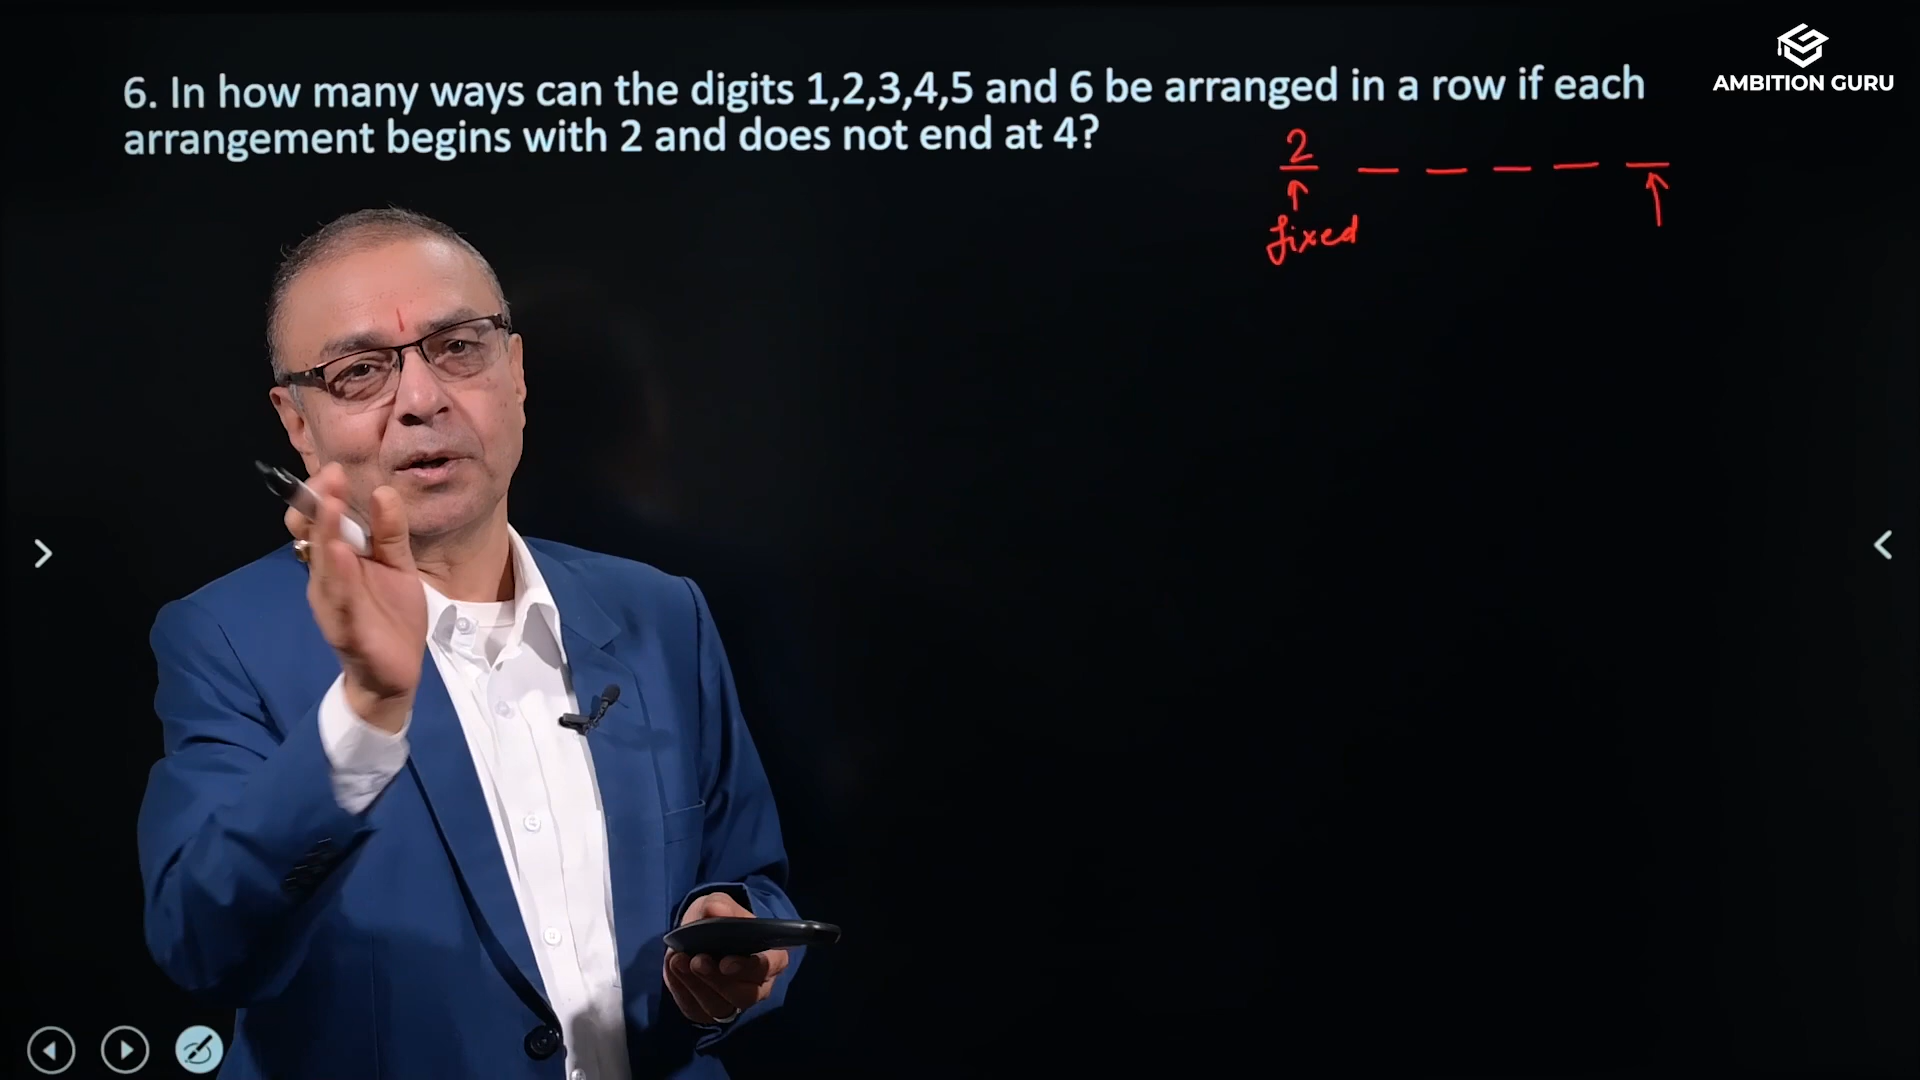 AMBITION GURU
6. In how many ways can the digits 1,2,3,4,5 and 6 be arranged in a row if each
arrangement begins with 2 and does not end at 4?
2 _ _ _ _ _
↑ ↑
fixed